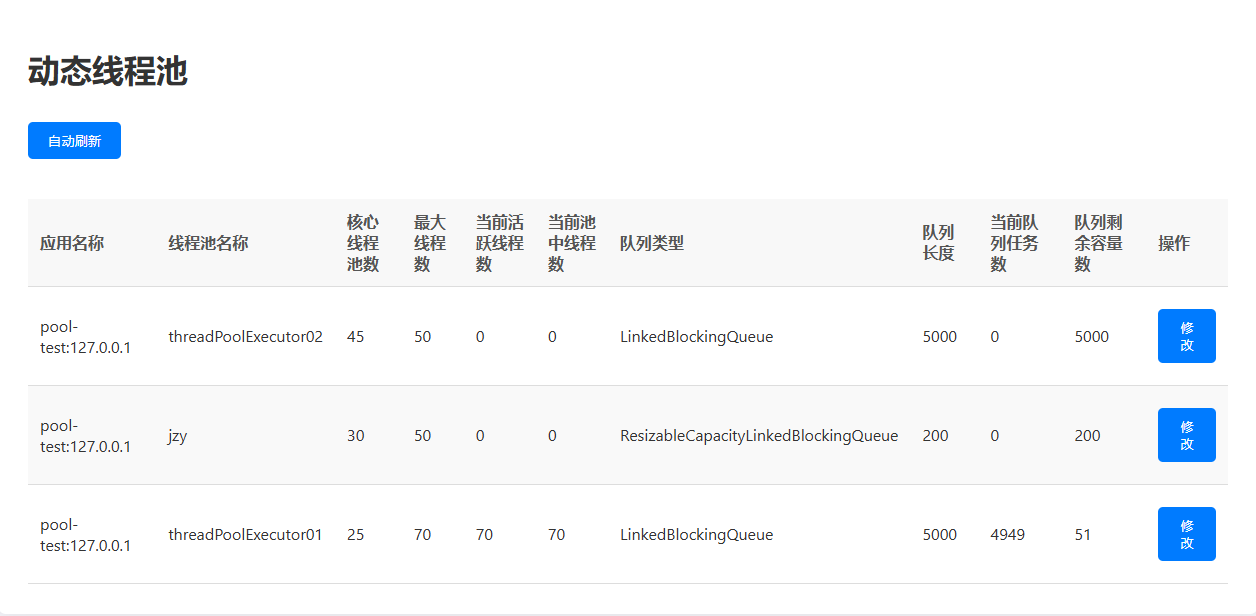 动态线程池
自动刷新
应用名称 线程池名称 核心线程池数 最大线程数 当前活跃线程数 当前池中线程数 队列类型 队列长度 当前队列任务数 队列剩余容量数 操作
pool-test:127.0.0.1 threadPoolExecutor02 45 50 0 0 LinkedBlockingQueue 5000 0 5000 修改
pool-test:127.0.0.1 jzy 30 50 0 0 ResizableCapacityLinkedBlockingQueue 200 0 200 修改
pool-test:127.0.0.1 threadPoolExecutor01 25 70 70 70 LinkedBlockingQueue 5000 4949 51 修改